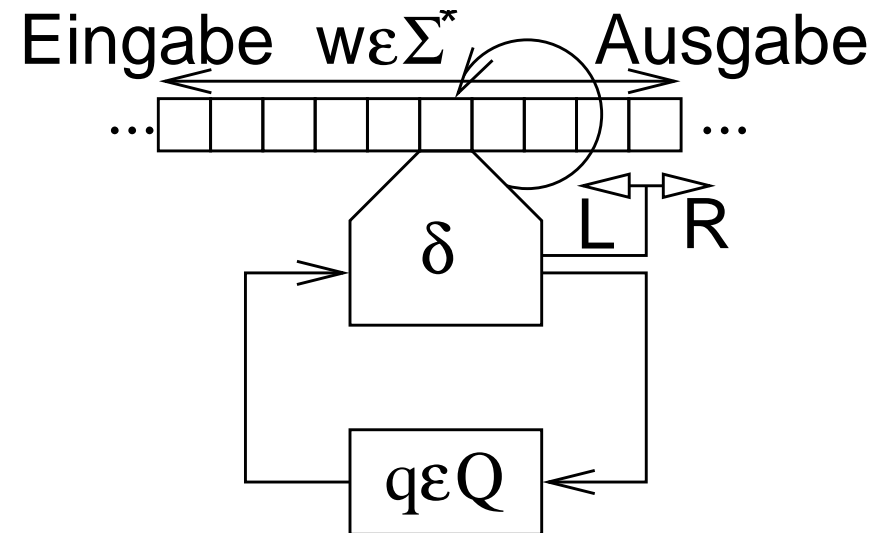 Eingabe wεΣ* Ausgabe
... ...
L R
δ
qεQ